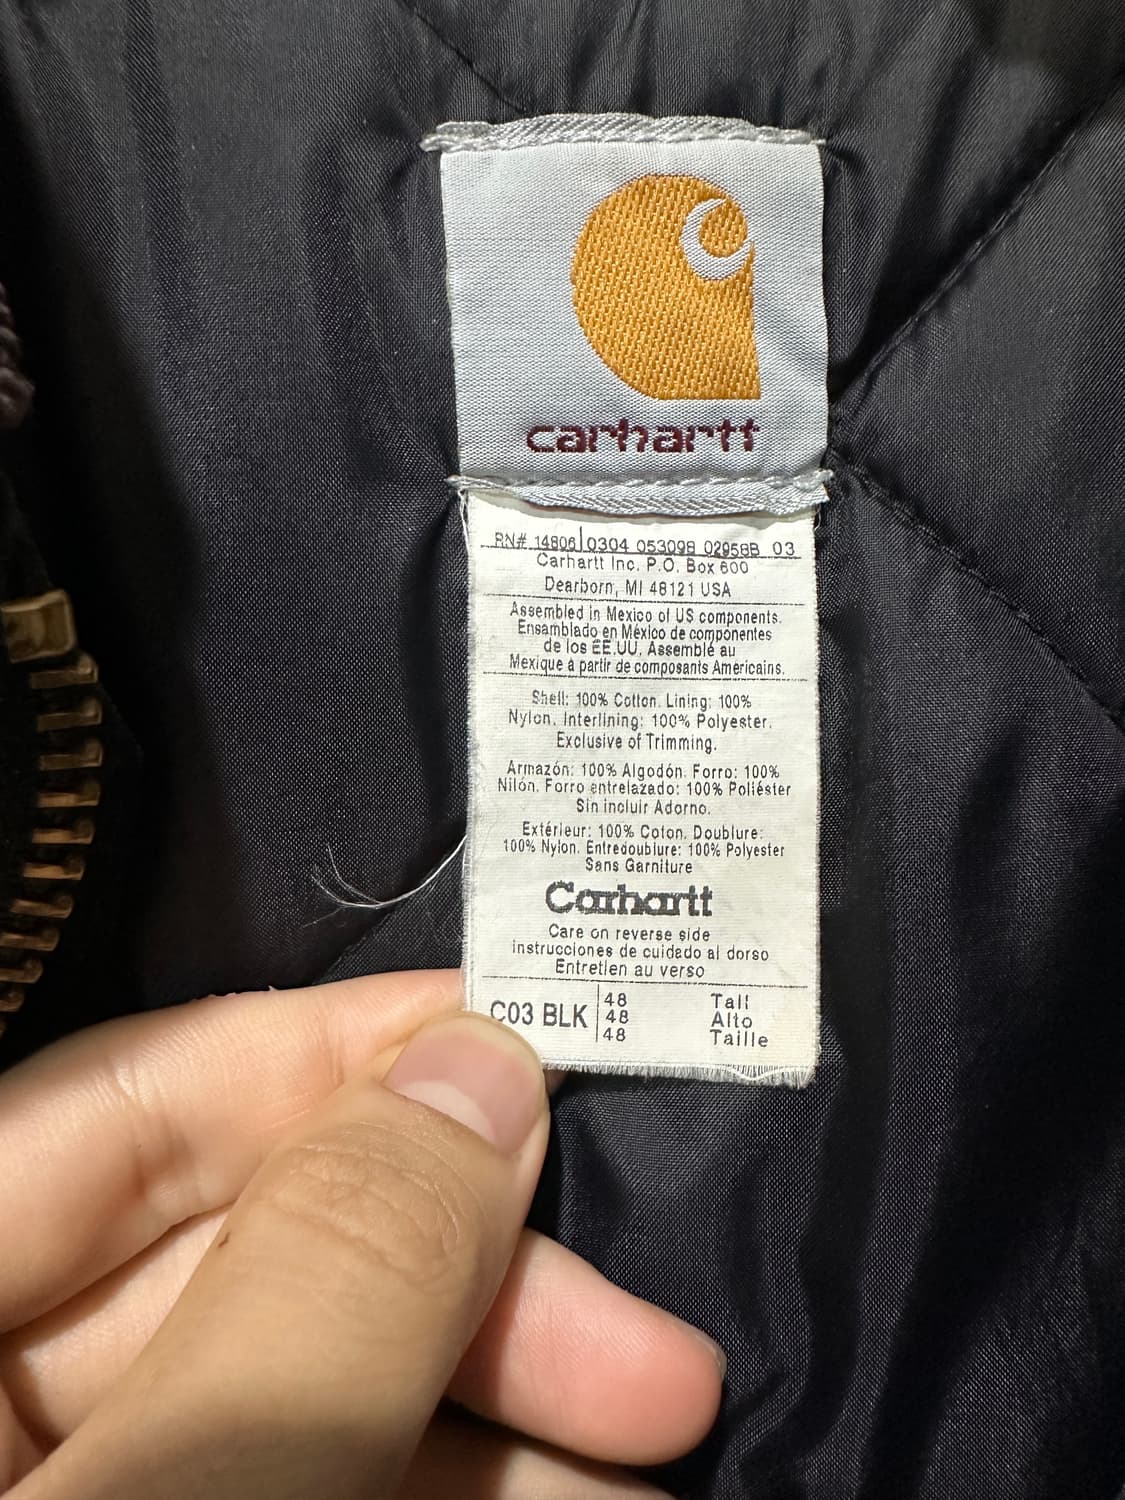 carhartt
RN# 14806 0304 053098 02958B 03
Carhartt Inc. P.O. Box 600
Dearborn, MI 48121 USA
Assembled in Mexico of US components.
Ensamblado en México de componentes
de los EE.UU. Assemblé au
Mexique à partir de composants Americains.
Shell: 100% Cotton. Lining: 100%
Nylon. Interlining: 100% Polyester.
Exclusive of Trimming.
Armazón: 100% Algodón. Forro: 100%
Nilón. Forro entrelazado: 100% Poliéster
Sin incluir Adorno.
Extérieur: 100% Coton. Doublure:
100% Nylon. Entredoublure: 100% Polyester
Sans Garniture
Carhartt
Care on reverse side
instrucciones de cuidado al dorso
Entretien au verso
C03 BLK 48 Tall
48 Alto
48 Taille